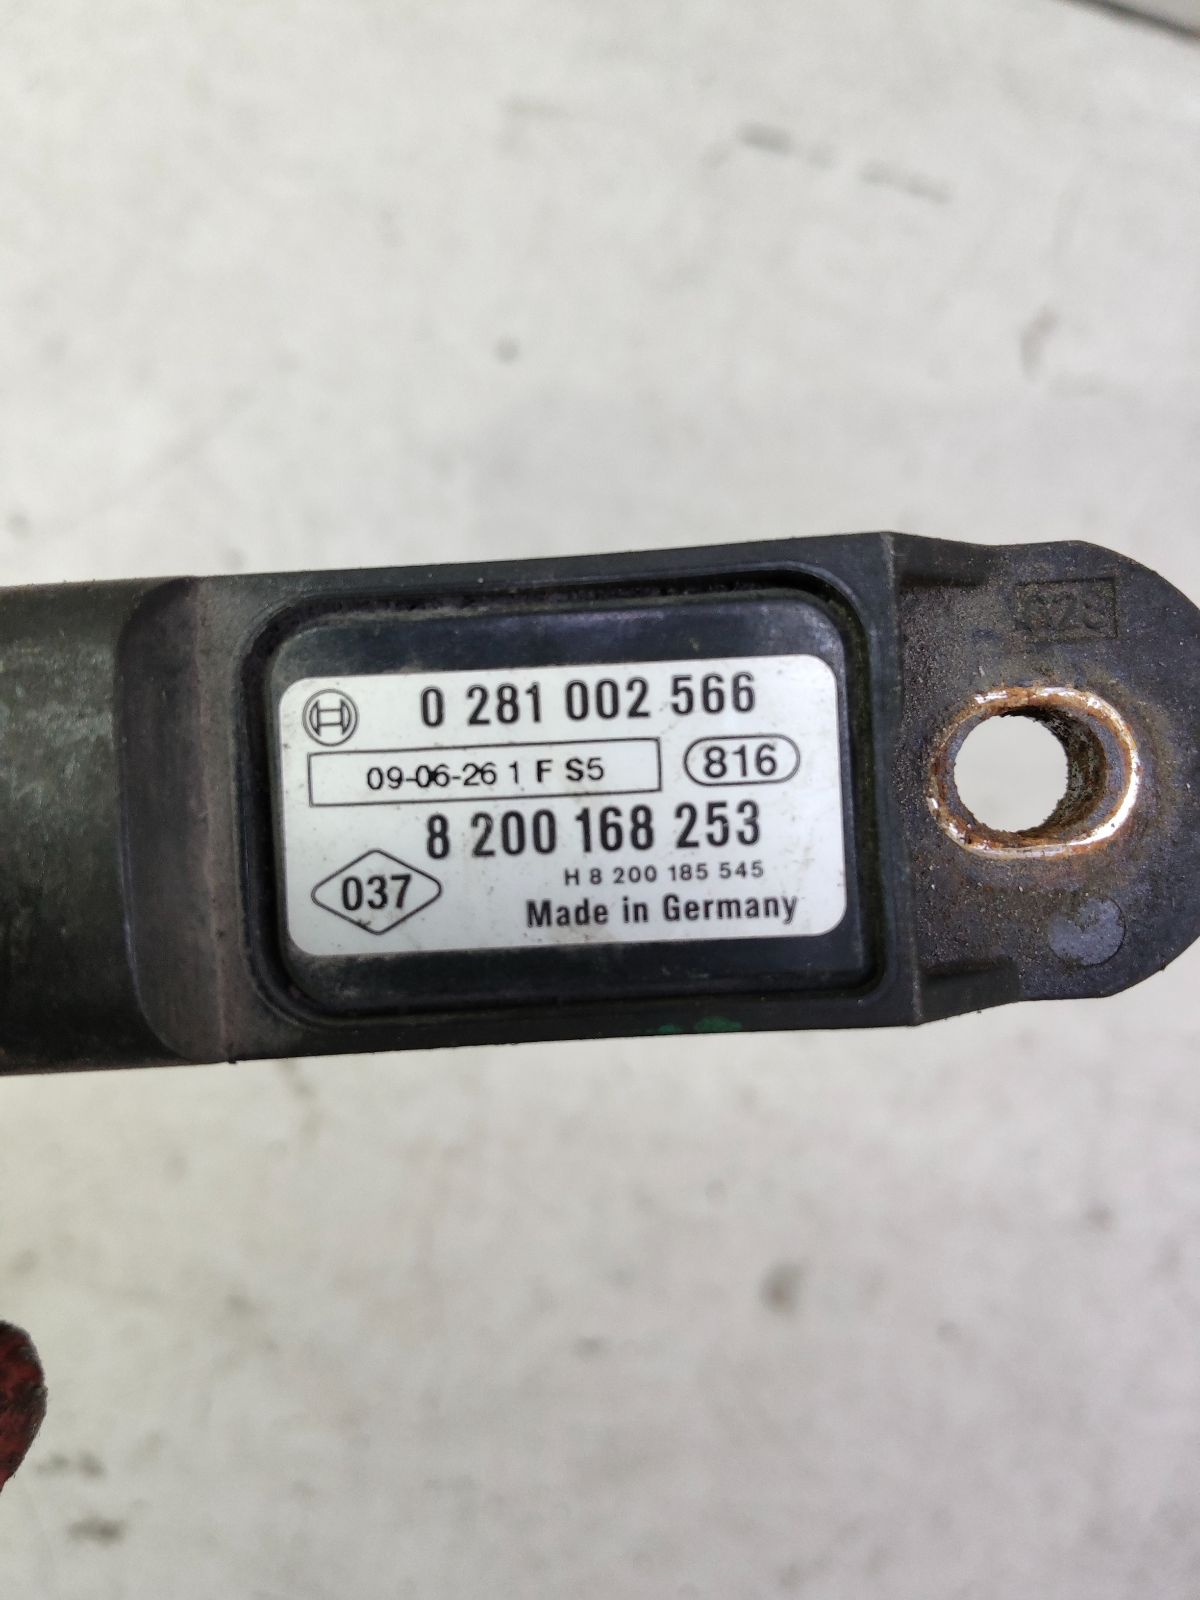 0 281 002 566
09-06-26 1 F S5
816
8 200 168 253
037
H 8 200 185 545
Made in Germany